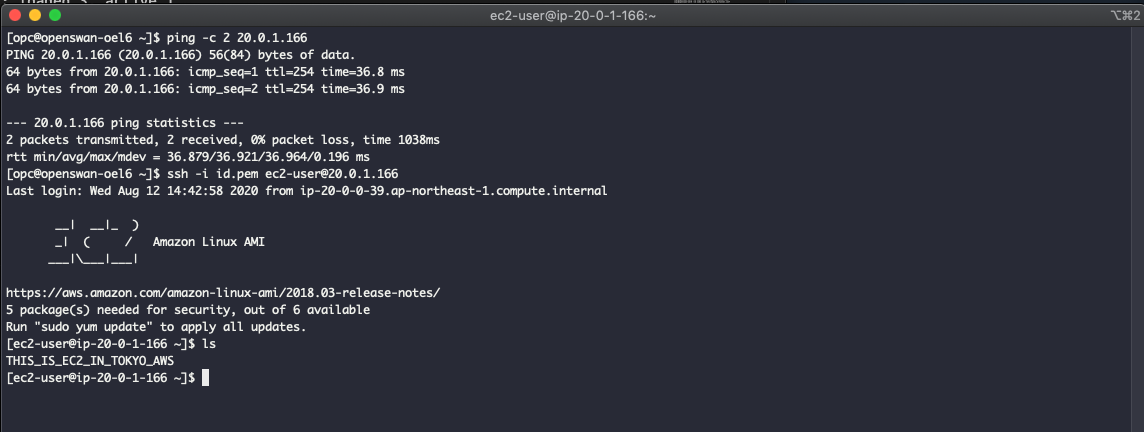 ec2-user@ip-20-0-1-166:~
⌥⌘2
[opc@openswan-oel6 ~]$ ping -c 2 20.0.1.166
PING 20.0.1.166 (20.0.1.166) 56(84) bytes of data.
64 bytes from 20.0.1.166: icmp_seq=1 ttl=254 time=36.8 ms
64 bytes from 20.0.1.166: icmp_seq=2 ttl=254 time=36.9 ms

--- 20.0.1.166 ping statistics ---
2 packets transmitted, 2 received, 0% packet loss, time 1038ms
rtt min/avg/max/mdev = 36.879/36.921/36.964/0.196 ms
[opc@openswan-oel6 ~]$ ssh -i id.pem ec2-user@20.0.1.166
Last login: Wed Aug 12 14:42:58 2020 from ip-20-0-0-39.ap-northeast-1.compute.internal

       __|  __|_  )
       _|  (     /   Amazon Linux AMI
      ___|\___|___|

https://aws.amazon.com/amazon-linux-ami/2018.03-release-notes/
5 package(s) needed for security, out of 6 available
Run "sudo yum update" to apply all updates.
[ec2-user@ip-20-0-1-166 ~]$ ls
THIS_IS_EC2_IN_TOKYO_AWS
[ec2-user@ip-20-0-1-166 ~]$